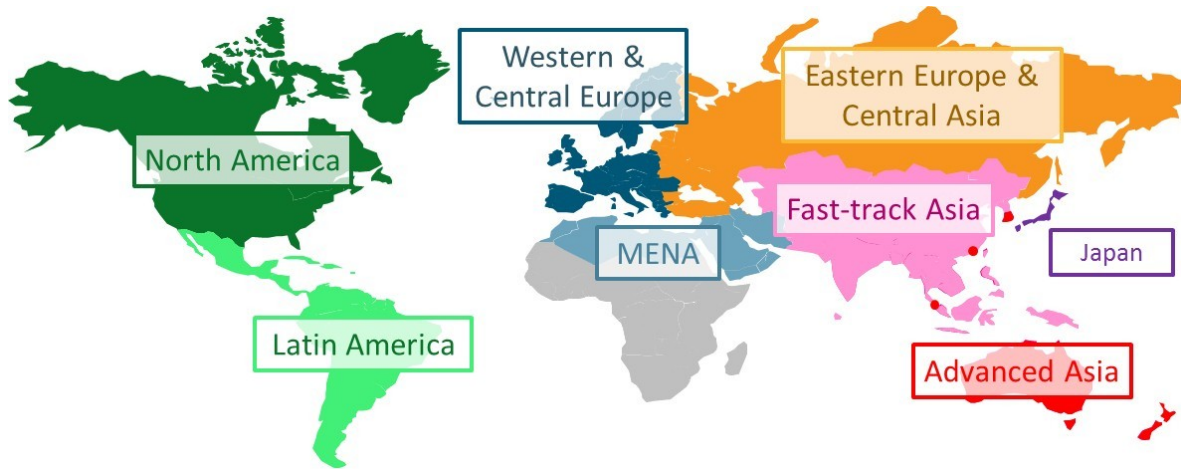 Western &
Central Europe
Eastern Europe &
Central Asia
North America
Fast-track Asia
MENA
Japan
Latin America
Advanced Asia